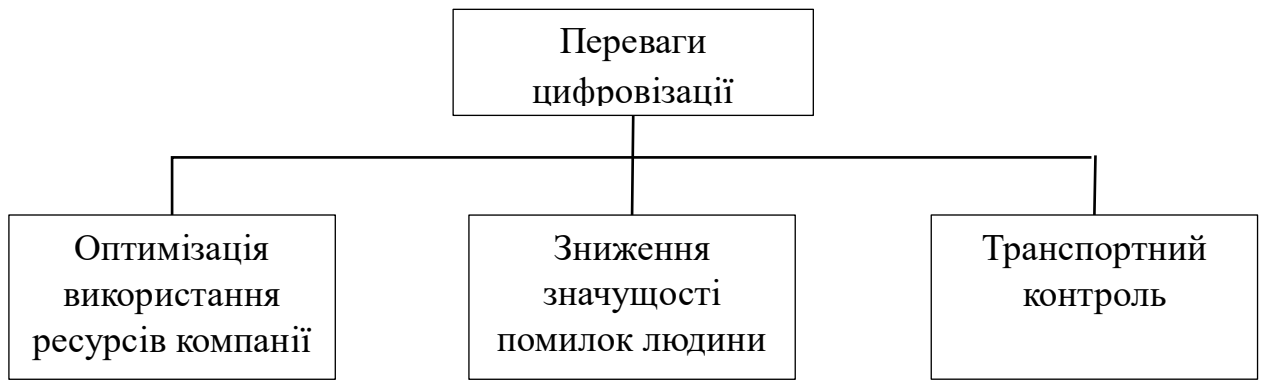 Переваги
цифровізації
Оптимізація
використання
ресурсів компанії
Зниження
значущості
помилок людини
Транспортний
контроль